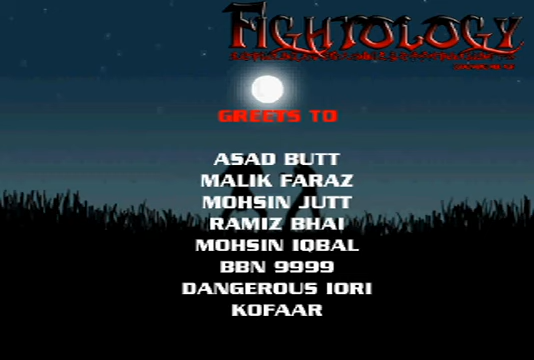 FIGHTOLOGY
GREETS TO
ASAD BUTT
MALIK FARAZ
MOHSIN JUTT
RAMIZ BHAI
MOHSIN IQBAL
BBN 9999
DANGEROUS IORI
KOFAAR